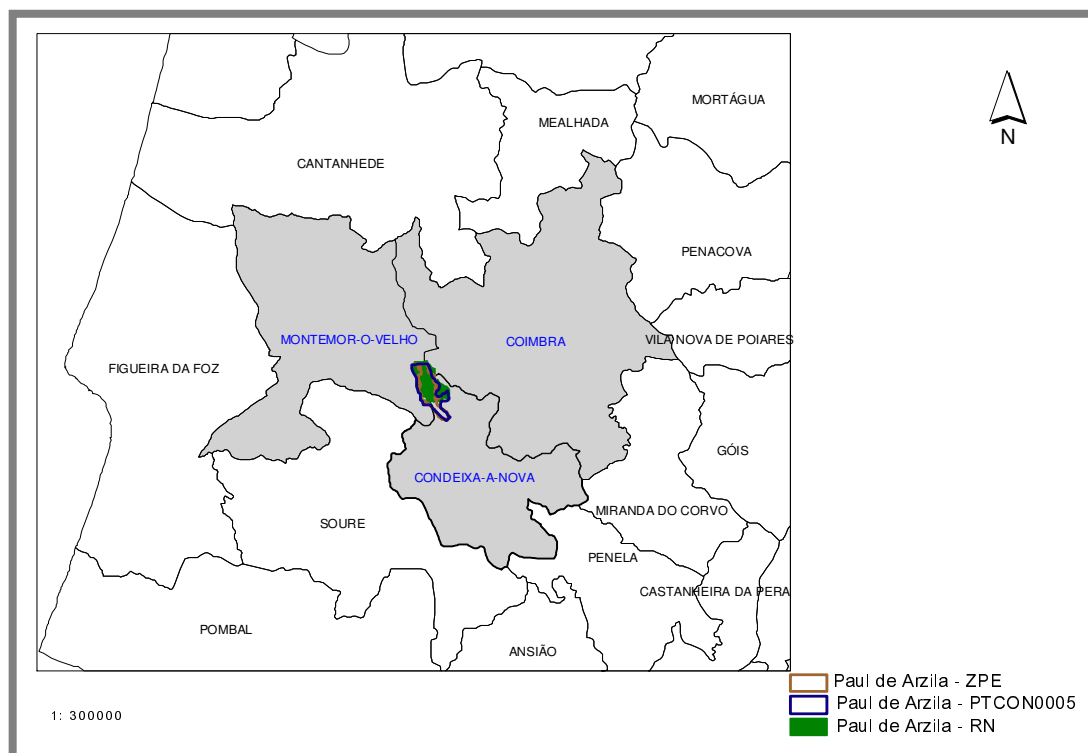 MORTÁGUA
MEALHADA
N
CANTANHEDE
PENACOVA
MONTEMOR-O-VELHO
COIMBRA
VILA NOVA DE POIARES
FIGUEIRA DA FOZ
GÓIS
CONDEIXA-A-NOVA
MIRANDA DO CORVO
SOURE
PENELA
CASTANHEIRA DA PERA
POMBAL
ANSIÃO
Paul de Arzila - ZPE
Paul de Arzila - PTCON0005
Paul de Arzila - RN
1: 300000